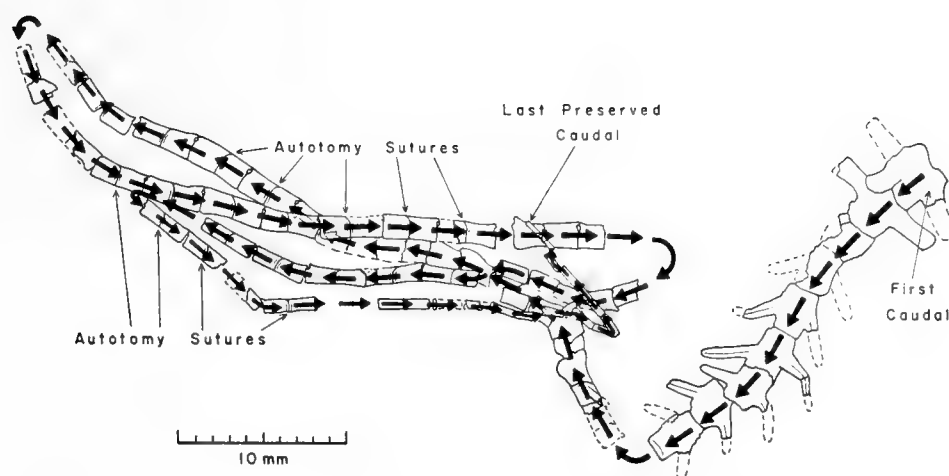 Last Preserved
Caudal
Autotomy Sutures
First
Caudal
Autotomy Sutures
10 mm